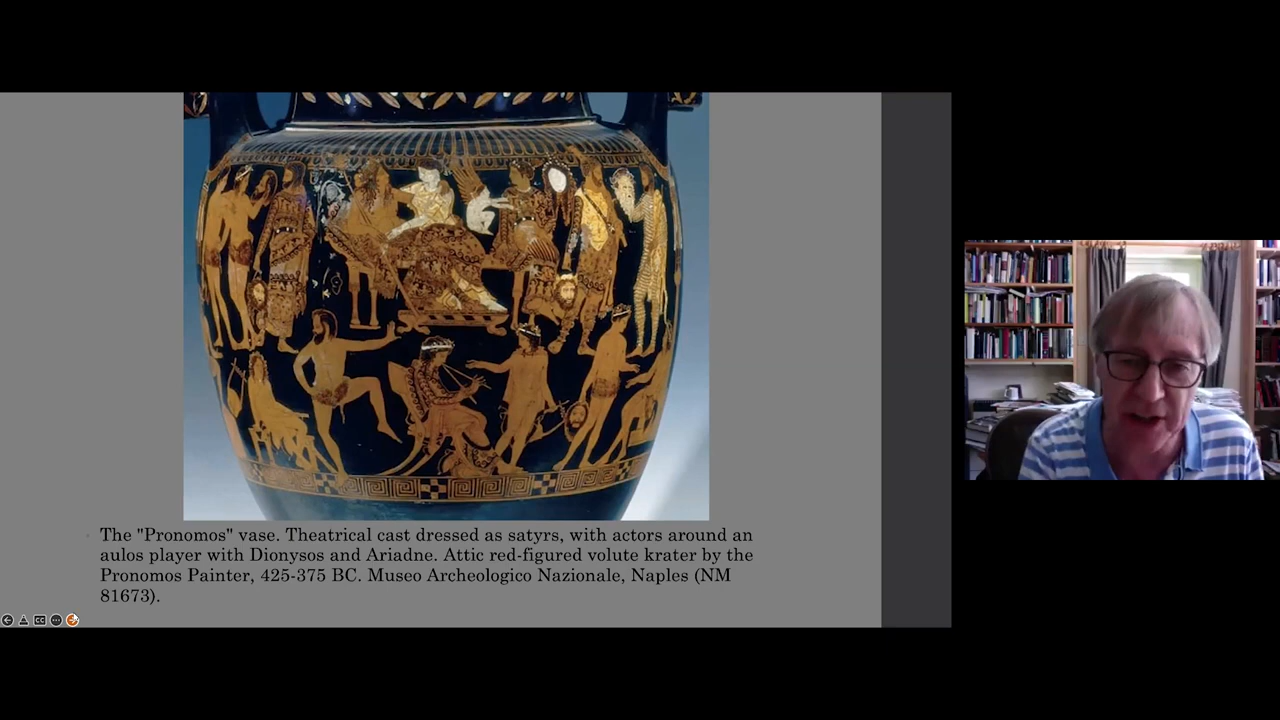 The "Pronomos" vase. Theatrical cast dressed as satyrs, with actors around an
aulos player with Dionysos and Ariadne. Attic red-figured volute krater by the
Pronomos Painter, 425-375 BC. Museo Archeologico Nazionale, Naples (NM
81673).